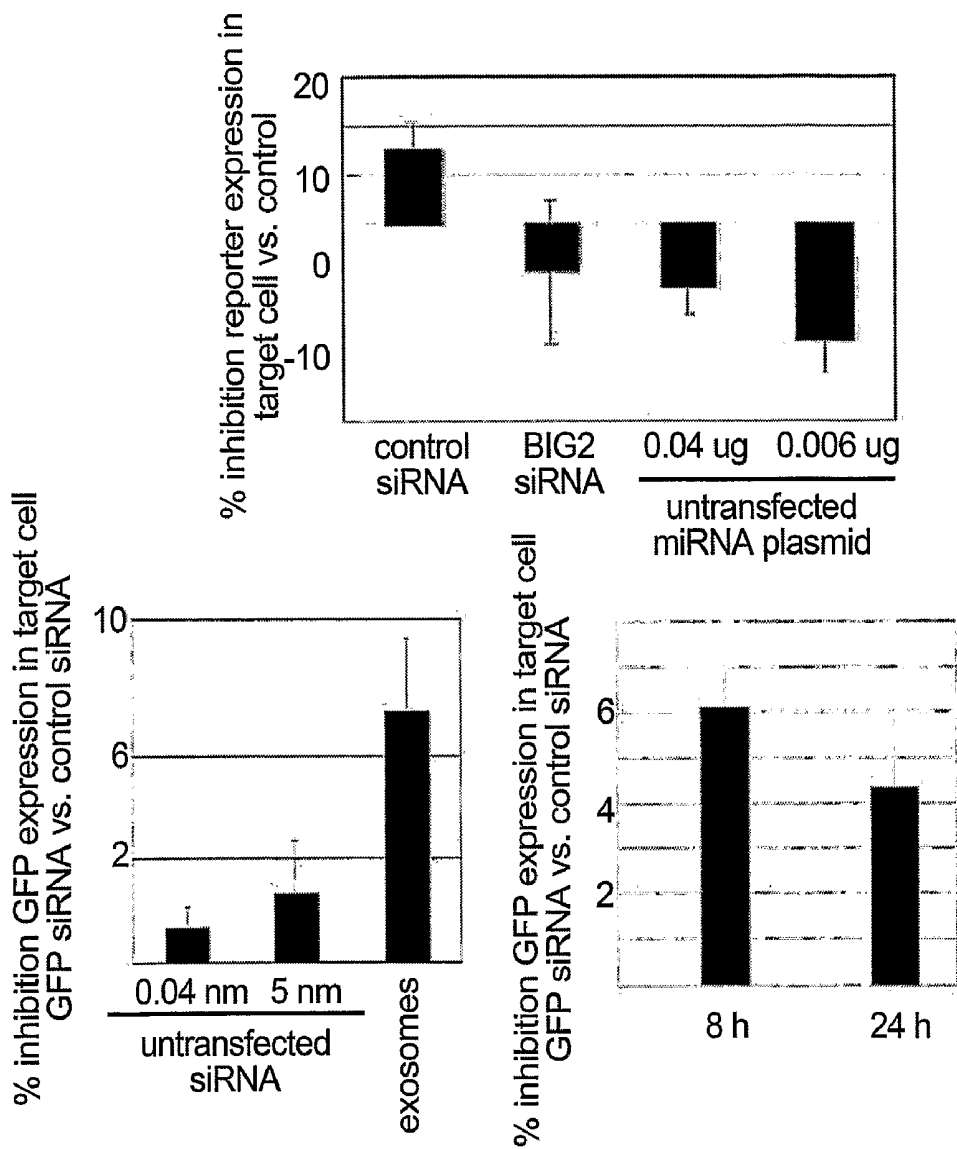 % inhibition reporter expression in
target cell vs. control
20
10
0
-10
control
siRNA
BIG2
siRNA
0.04 ug
0.006 ug
untransfected
miRNA plasmid
% inhibition GFP expression in target cell
GFP siRNA vs. control siRNA
10
6
2
0.04 nm
5 nm
exosomes
untransfected
siRNA
% inhibition GFP expression in target cell
GFP siRNA vs. control siRNA
6
4
2
8 h
24 h